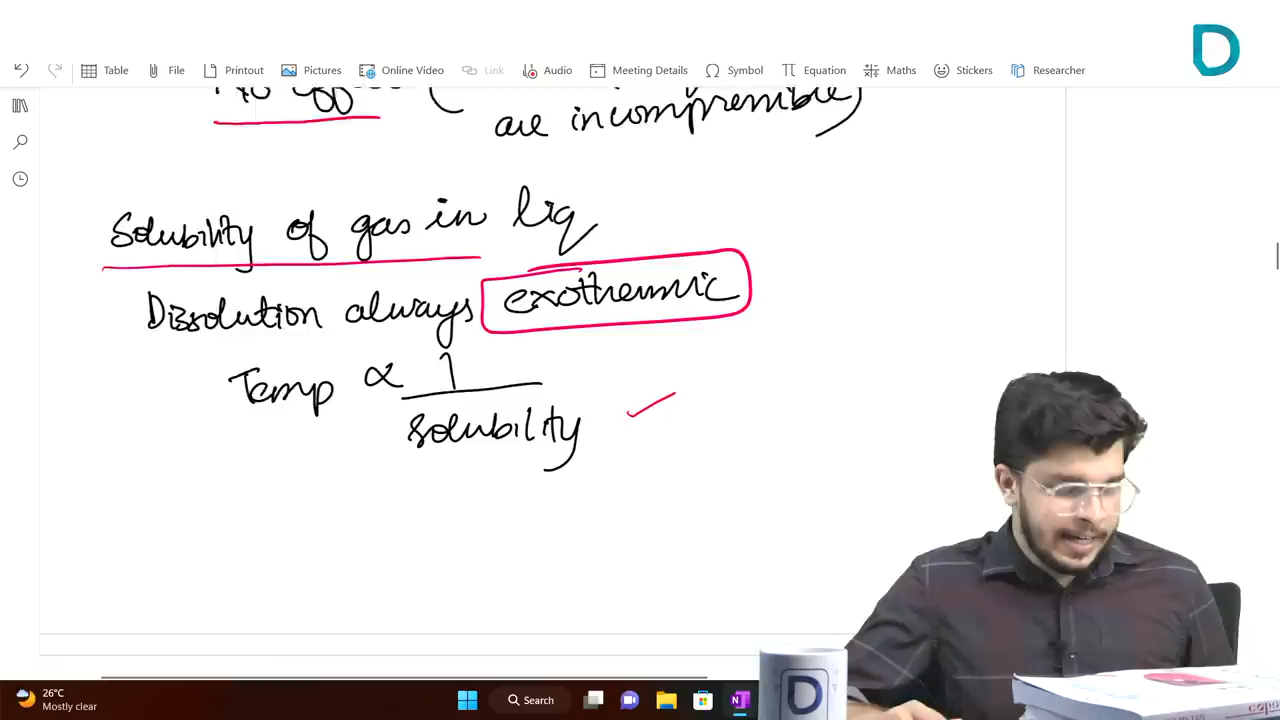 D
Table File Printout Pictures Online Video Link Audio Meeting Details Symbol Equation Maths Stickers Researcher
are incompressible)
Solubility of gas in liq
Dissolution always exothermic
Temp ∝ 1
solubility
26°C
Mostly clear
Search
D